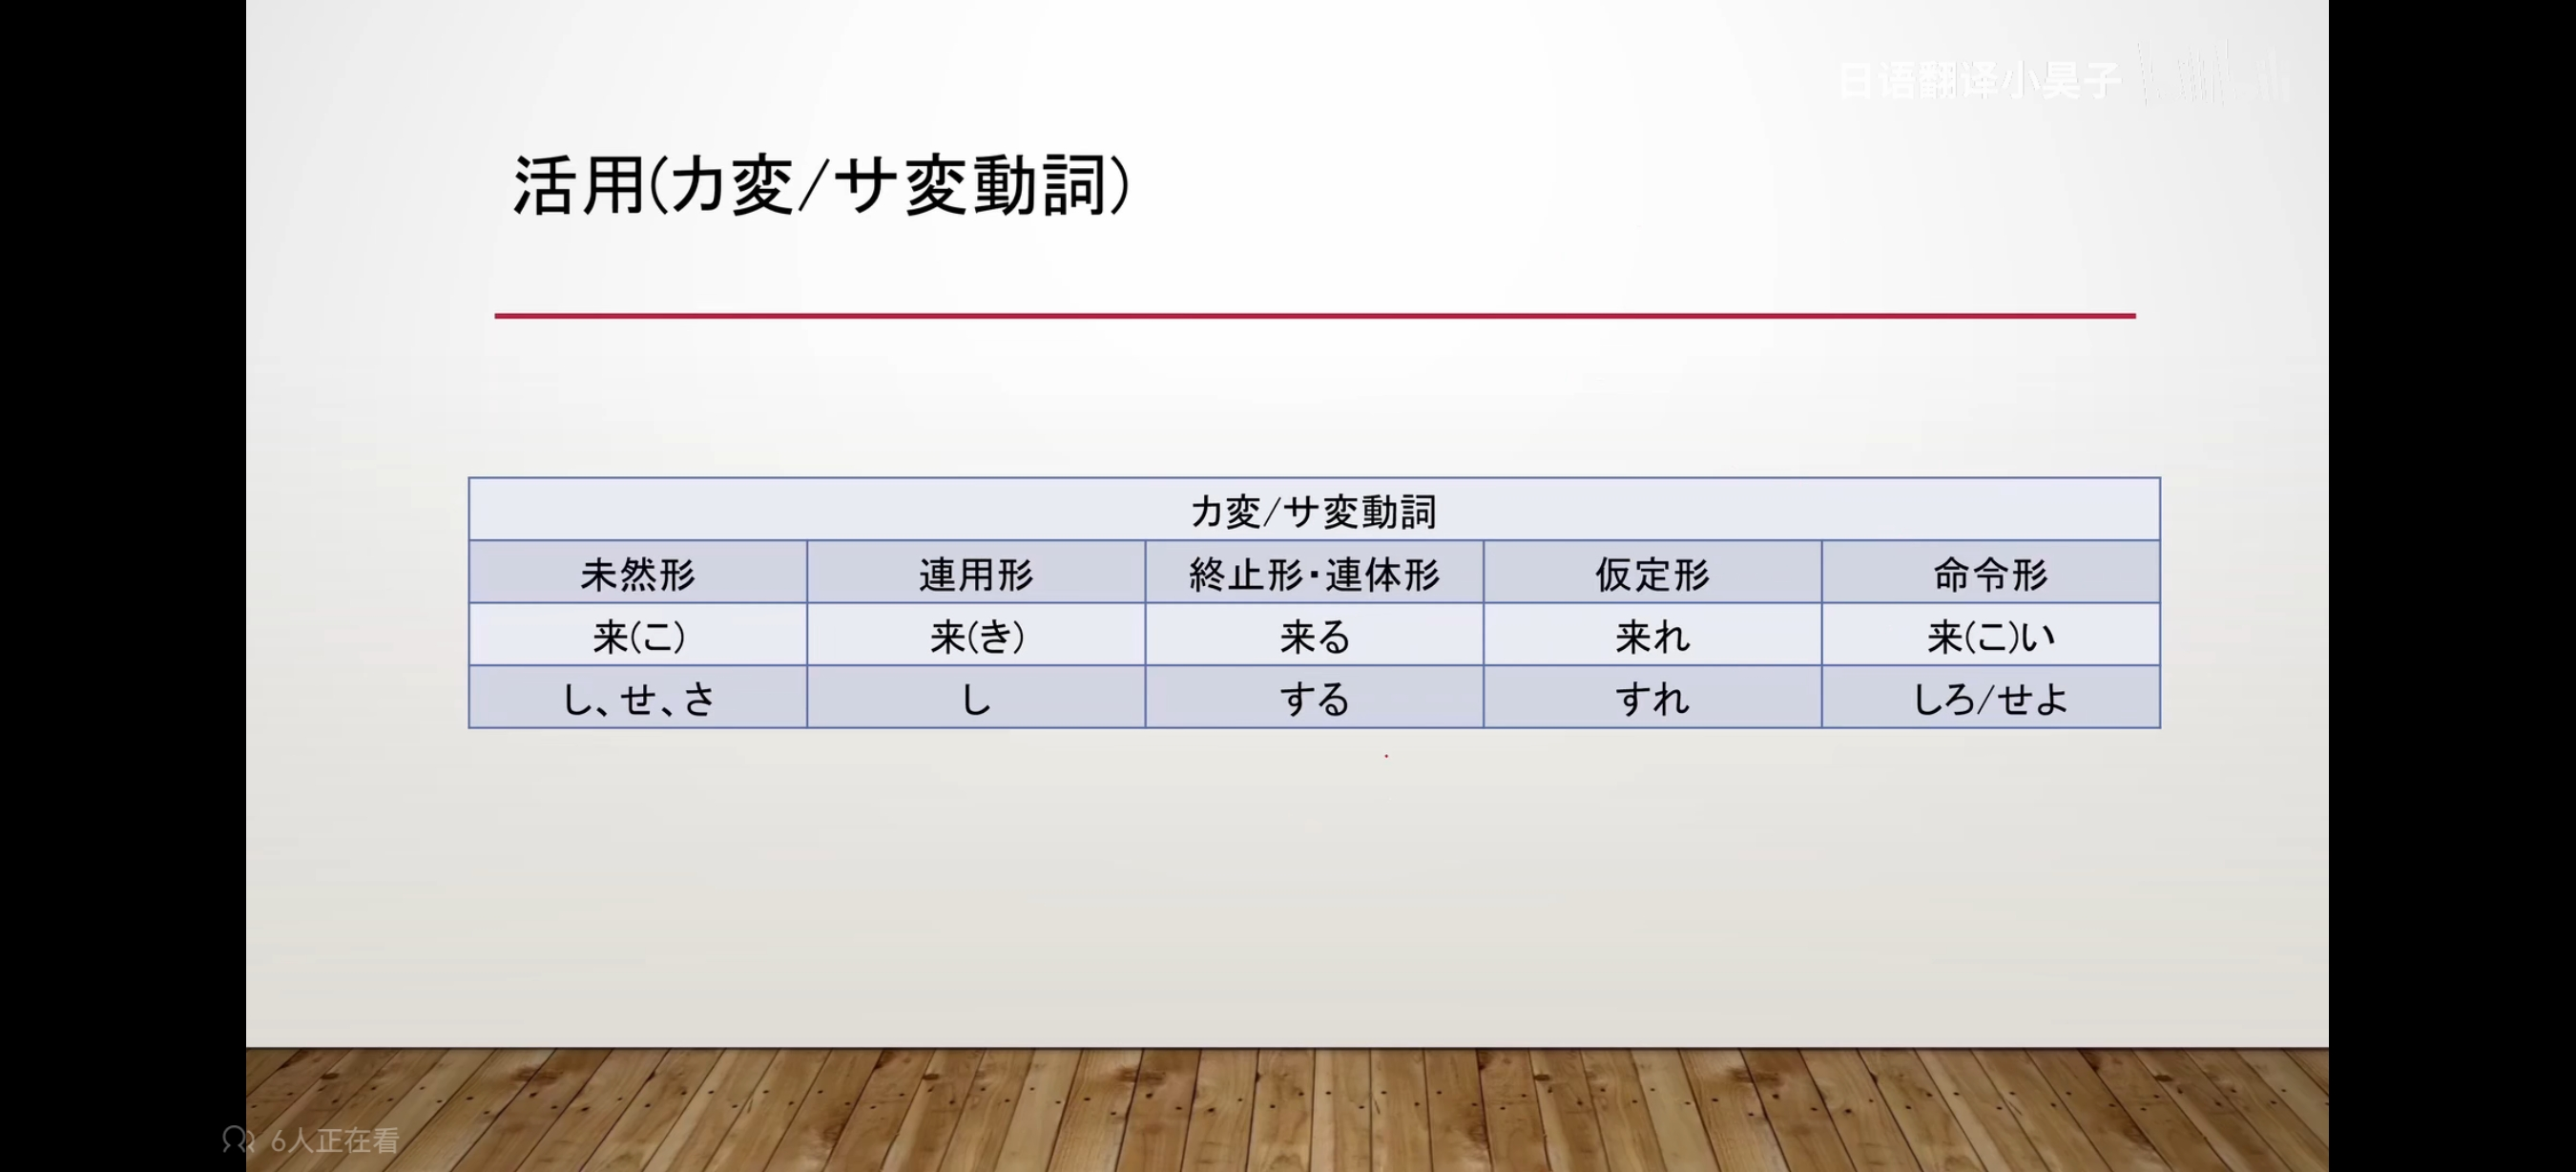 日语翻译小昊子
活用(カ変/サ変動詞)
カ変/サ変動詞
未然形 連用形 終止形・連体形 仮定形 命令形
来(こ) 来(き) 来る 来れ 来(こ)い
し、せ、さ し する すれ しろ/せよ
6人正在看